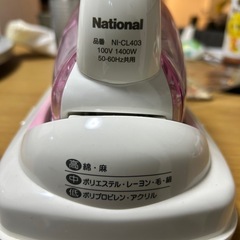 National
品番 NI-CL403
100V 1400W
50-60Hz共用
高 綿・麻
中 ポリエステル・レーヨン・毛・絹
低 ポリプロピレン・アクリル